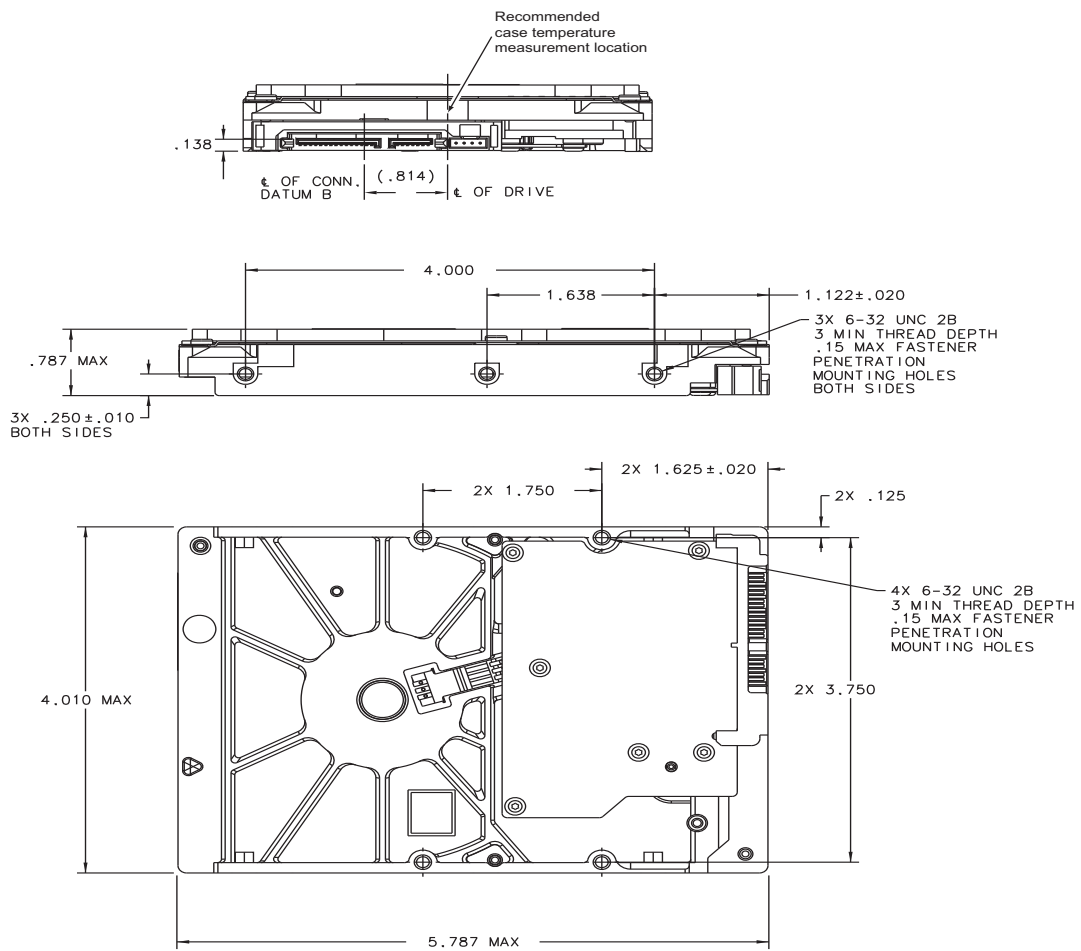 Recommended
case temperature
measurement location
.138
℄ OF CONN.
DATUM B
(.814)
℄ OF DRIVE
4.000
1.638
1.122±.020
3X 6-32 UNC 2B
3 MIN THREAD DEPTH
.15 MAX FASTENER
PENETRATION
MOUNTING HOLES
BOTH SIDES
.787 MAX
3X .250±.010
BOTH SIDES
2X 1.625±.020
2X 1.750
2X .125
4X 6-32 UNC 2B
3 MIN THREAD DEPTH
.15 MAX FASTENER
PENETRATION
MOUNTING HOLES
2X 3.750
4.010 MAX
5.787 MAX